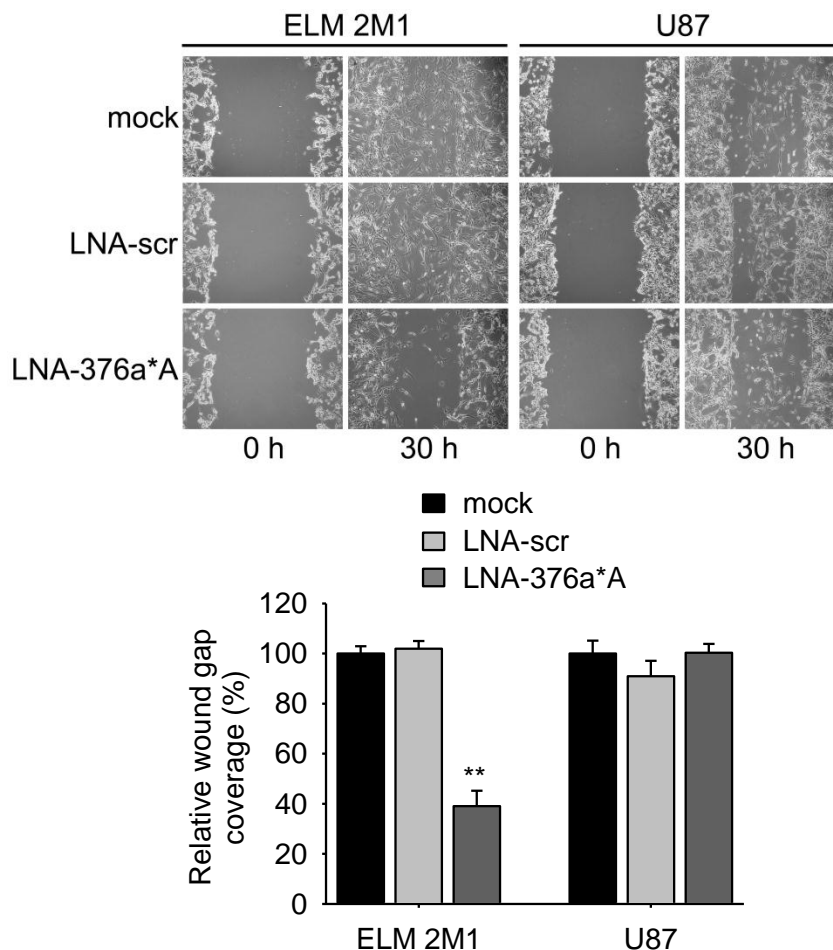 ELM 2M1 U87
mock
LNA-scr
LNA-376a*A
0 h 30 h 0 h 30 h
mock
LNA-scr
LNA-376a*A
Relative wound gap
coverage (%)
120
100
80
60
40
20
0
**
ELM 2M1 U87